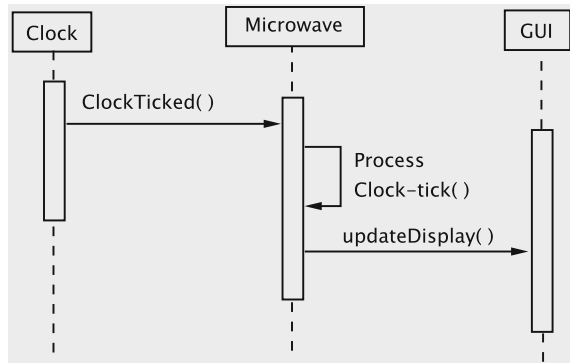 Clock
Microwave
GUI
ClockTicked( )
Process
Clock-tick( )
updateDisplay( )